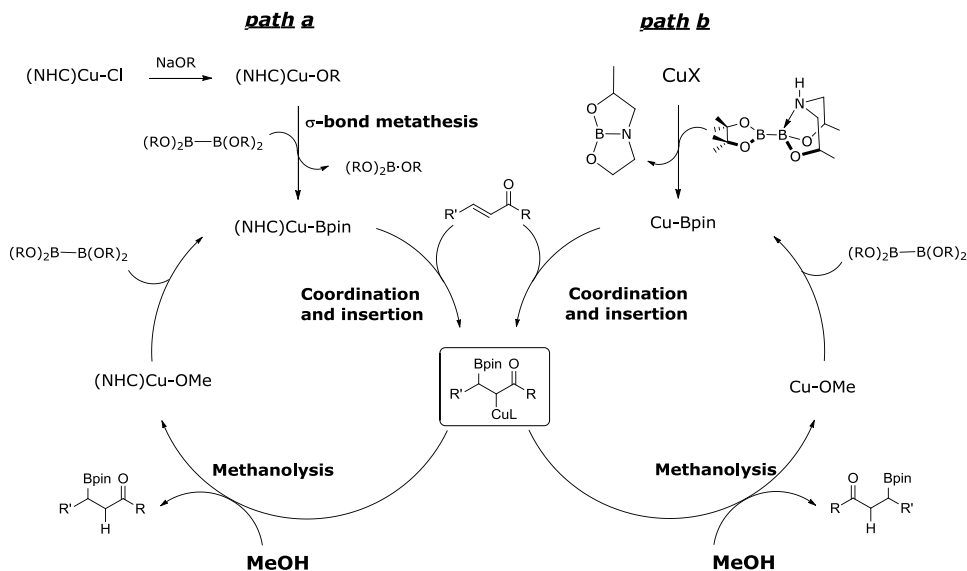 path a
path b
(NHC)Cu–Cl
NaOR
(NHC)Cu–OR
CuX
σ-bond metathesis
(RO)2B—B(OR)2
(RO)2B·OR
O
B
N
O
O
B
O
B
H
N
O
O
O
R'
R
(NHC)Cu–Bpin
Cu–Bpin
(RO)2B—B(OR)2
(RO)2B—B(OR)2
Coordination
and insertion
Coordination
and insertion
Bpin
O
R'
R
CuL
(NHC)Cu–OMe
Cu–OMe
Methanolysis
Methanolysis
Bpin
O
R'
R
H
O
Bpin
R
R'
H
MeOH
MeOH